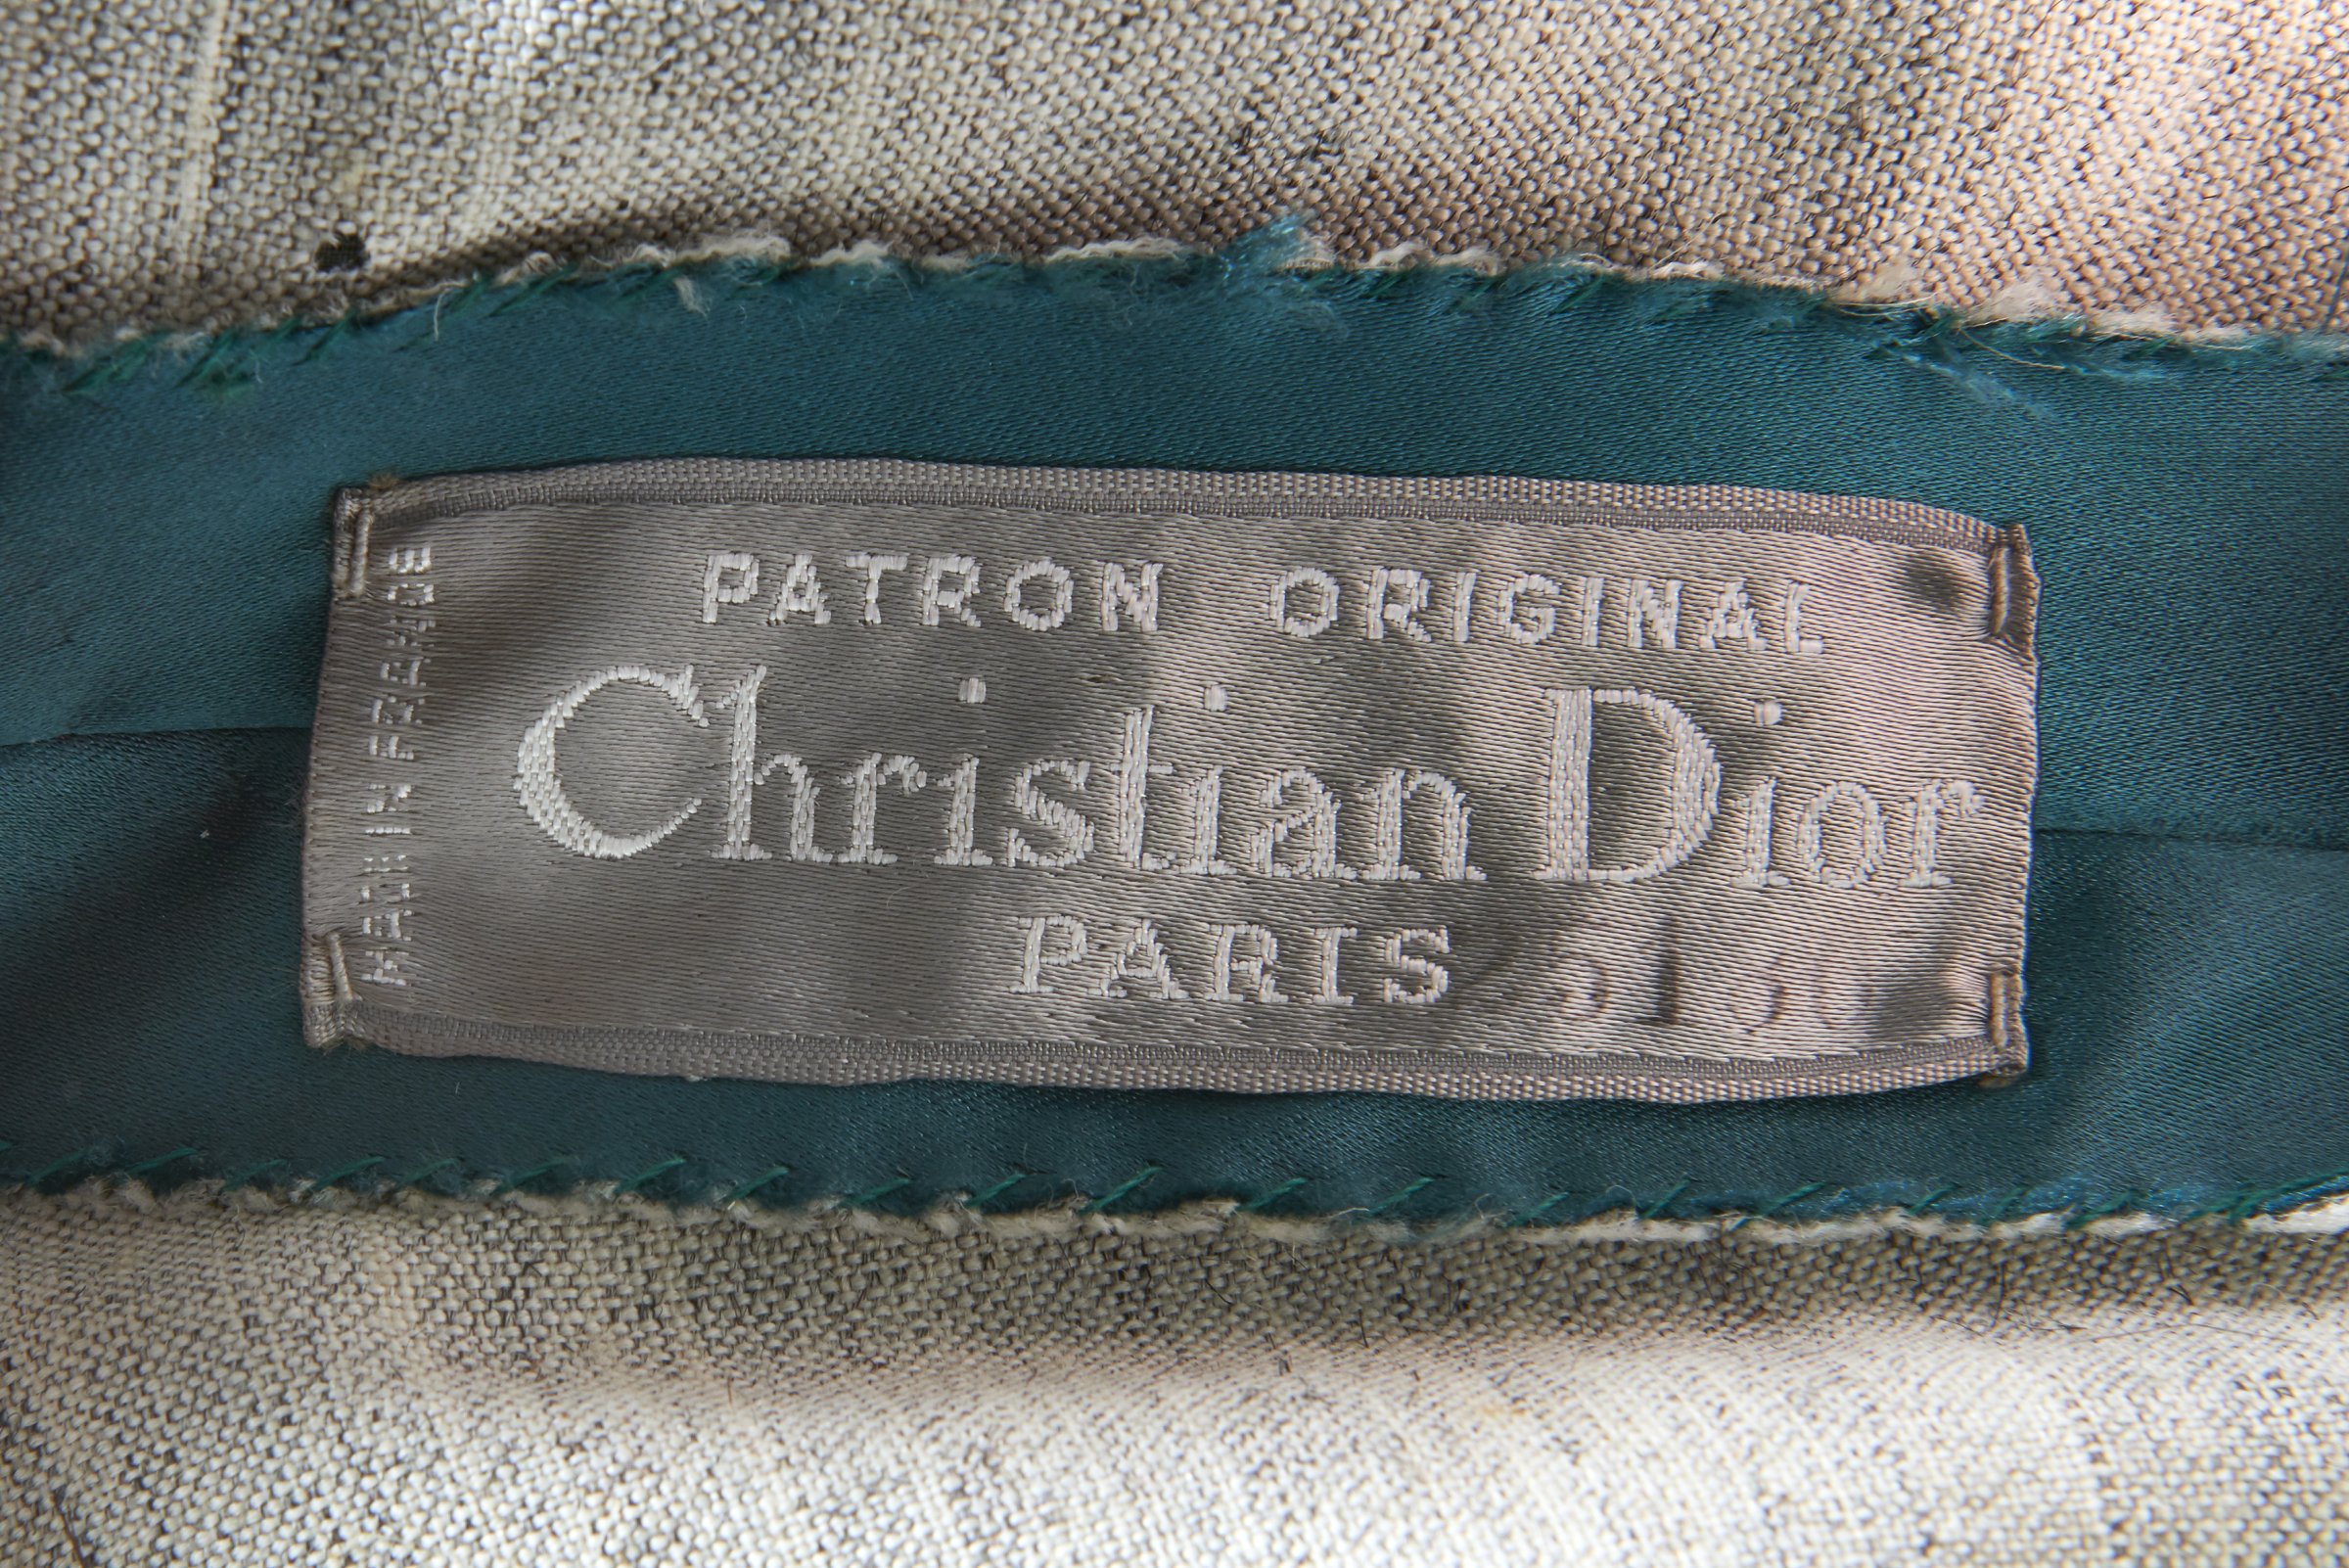 MADE IN FRANCE
PATRON ORIGINAL
Christian Dior
PARIS